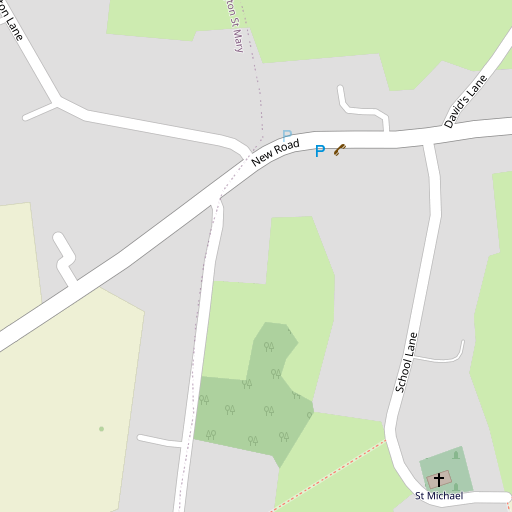 ton Lane
ton St Mary
David's Lane
P
New Road
P
School Lane
St Michael